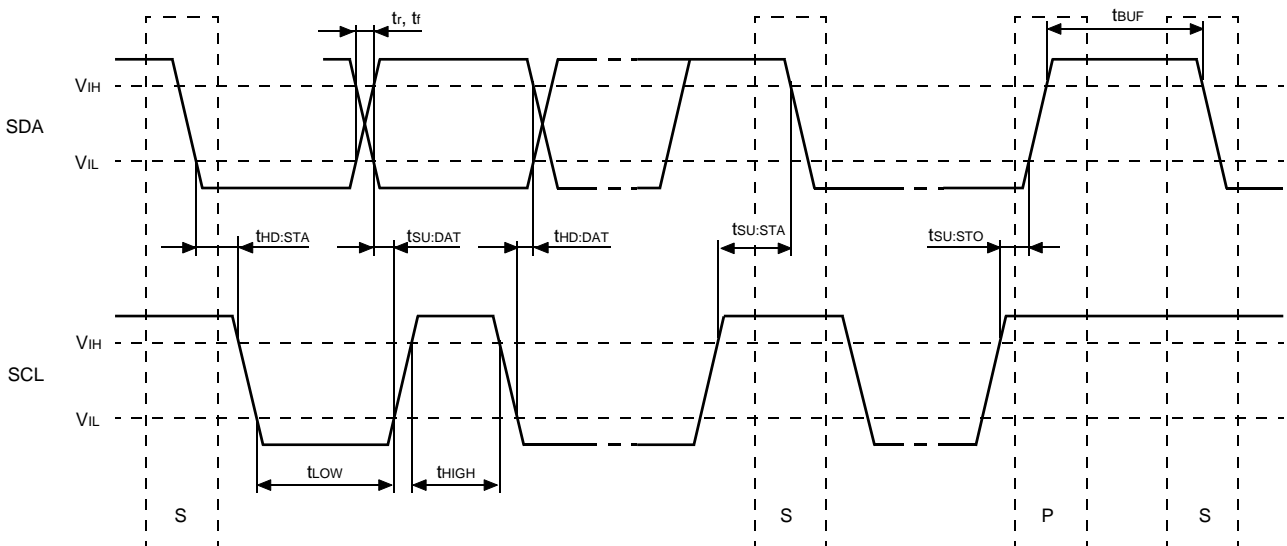 tr, tf
tBUF
VIH
SDA
VIL
tHD:STA
tSU:DAT
tHD:DAT
tSU:STA
tSU:STO
VIH
SCL
VIL
tLOW
tHIGH
S
S
P
S